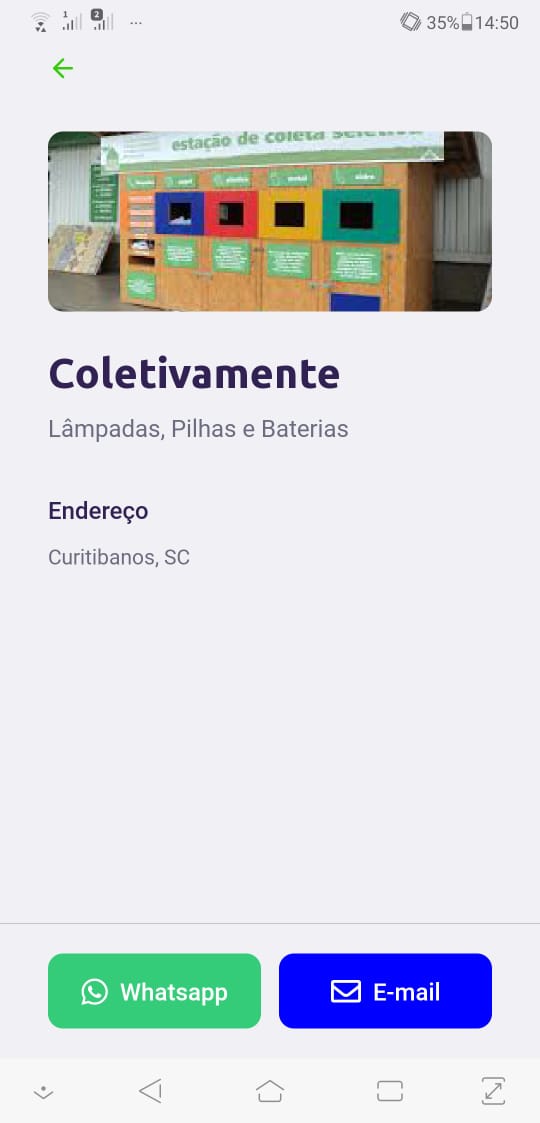 1 2 ... 35% 14:50
estação de coleta seletiva
papel plástico metal vidro
Coletivamente
Lâmpadas, Pilhas e Baterias
Endereço
Curitibanos, SC
Whatsapp E-mail